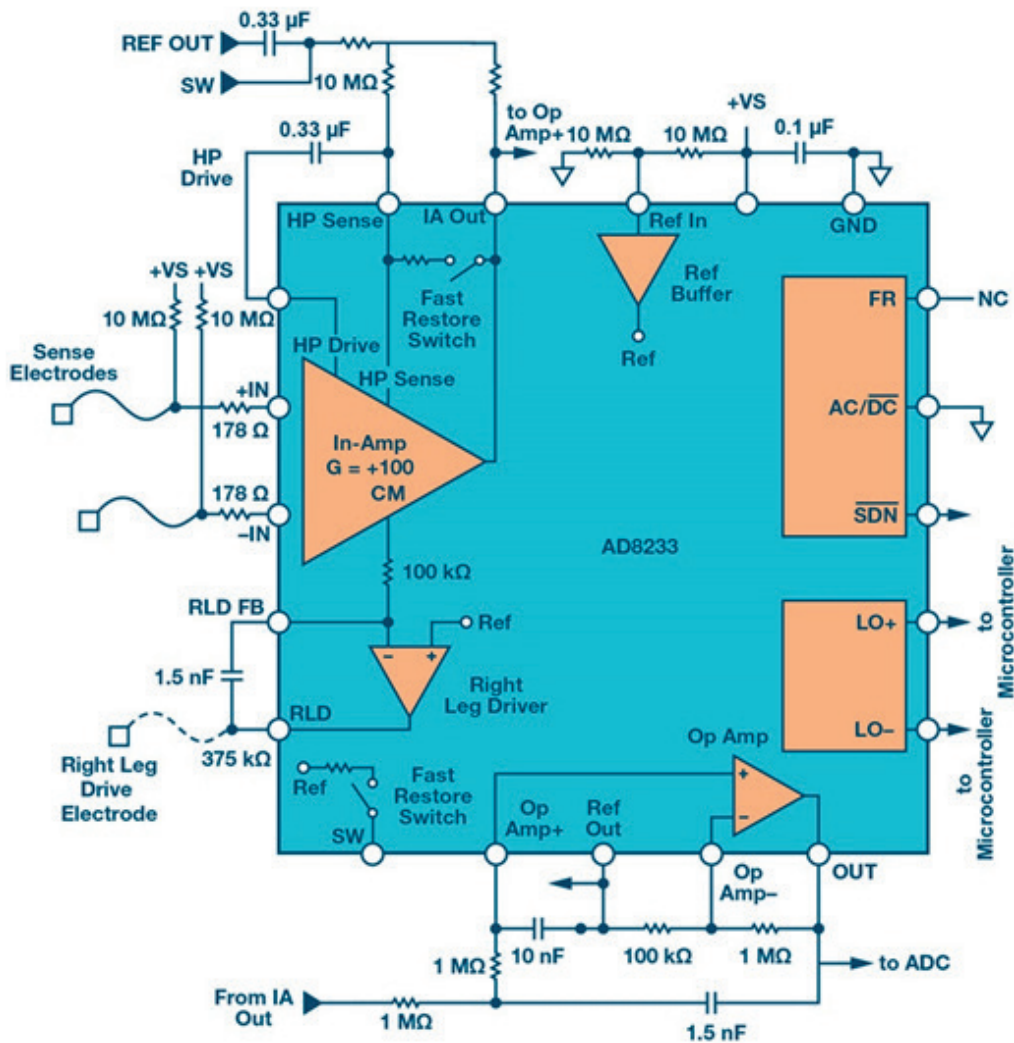 0.33 µF
REF OUT
SW
10 MΩ
0.33 µF
HP
Drive
to Op
Amp+
10 MΩ
10 MΩ
+VS
0.1 µF
HP Sense
IA Out
Ref In
GND
Fast
Restore
Switch
Ref
Buffer
Ref
FR
NC
+VS
+VS
10 MΩ
10 MΩ
Sense
Electrodes
HP Drive
HP Sense
+IN
178 Ω
In-Amp
G = +100
CM
AC/DC
178 Ω
–IN
SDN
AD8233
100 kΩ
RLD FB
Ref
LO+
to
Microcontroller
– +
1.5 nF
Right
Leg Driver
RLD
375 kΩ
LO–
to
Microcontroller
Right Leg
Drive
Electrode
Op Amp
+
–
Ref
Fast
Restore
Switch
SW
Op
Amp+
Ref
Out
Op
Amp–
OUT
10 nF
100 kΩ
1 MΩ
1 MΩ
to ADC
From IA
Out
1 MΩ
1.5 nF